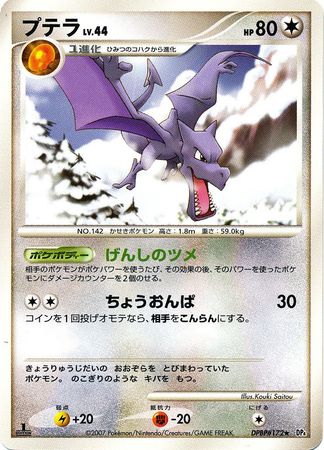 プテラ LV.44 HP 80
1進化 ひみつのコハクから進化
NO.142 かせきポケモン 高さ：1.8m 重さ：59.0kg
ポケボディー げんしのツメ
相手のポケモンがポケパワーを使ったび、その効果の後、そのパワーを使ったポケ
モンにダメージカウンターを2個のせる。
ちょうおんぱ 30
コインを1回投げオモテなら、相手をこんらんにする。
きょうりゅうじだいの おおぞらを とびまわっていた
ポケモン。のこぎりのような キバを もつ。
Illus.Kouki Saitou
弱点 抵抗力 にげる
+20 -20
1 EDITION ©2007 Pokémon/Nintendo/Creatures/GAME FREAK. DPBP#172★ DP4